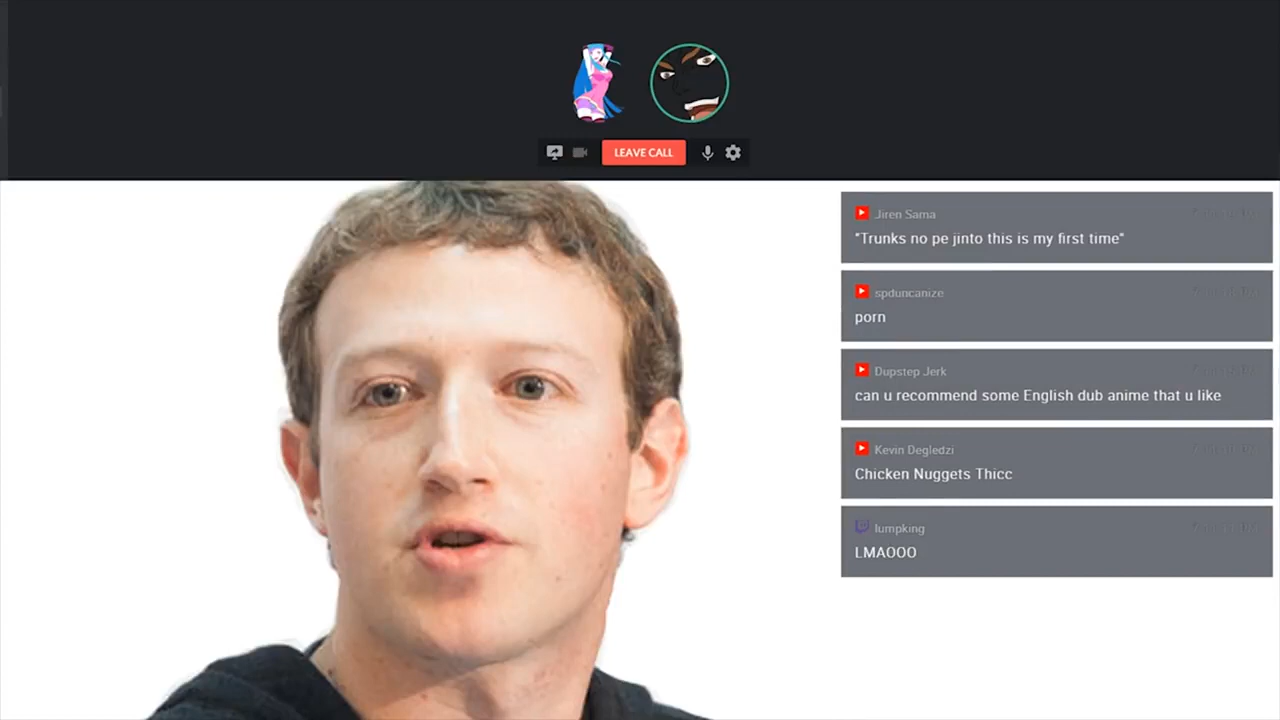 LEAVE CALL
Jiren Sama
"Trunks no pe jinto this is my first time"
spduncanize
porn
Dupstep Jerk
can u recommend some English dub anime that u like
Kevin Degledzi
Chicken Nuggets Thicc
lumpking
LMAOOO